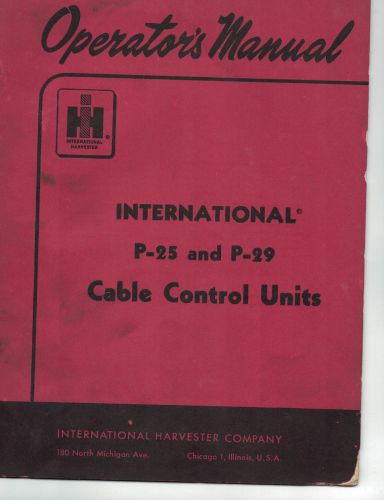 Operator's Manual
IH
INTERNATIONAL
HARVESTER
INTERNATIONAL®
P-25 and P-29
Cable Control Units
INTERNATIONAL HARVESTER COMPANY
180 North Michigan Ave. Chicago 1, Illinois, U.S.A.